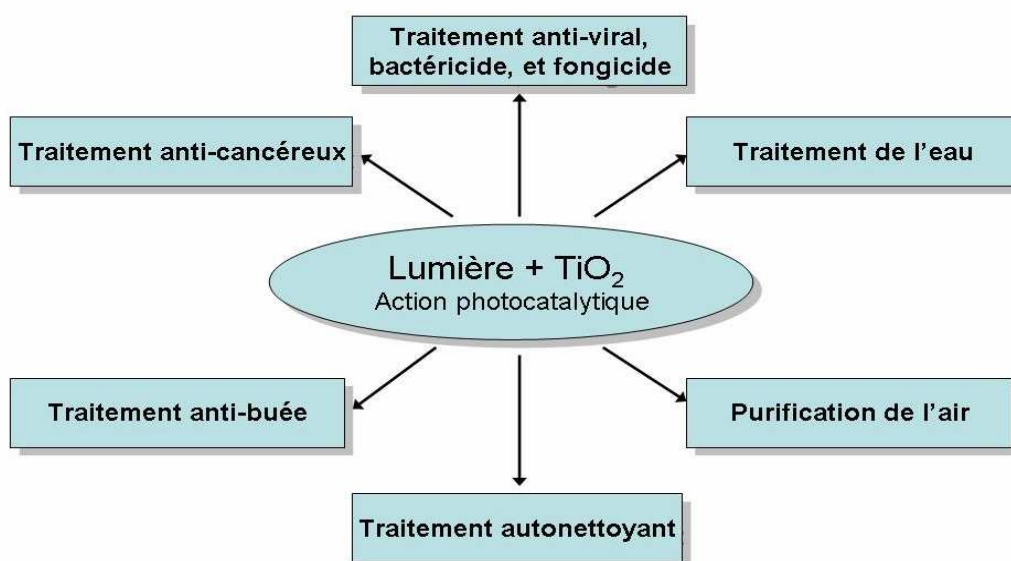 Traitement anti-viral,
bactéricide, et fongicide
Traitement anti-cancéreux
Traitement de l’eau
Lumière + TiO₂
Action photocatalytique
Traitement anti-buée
Purification de l’air
Traitement autonettoyant